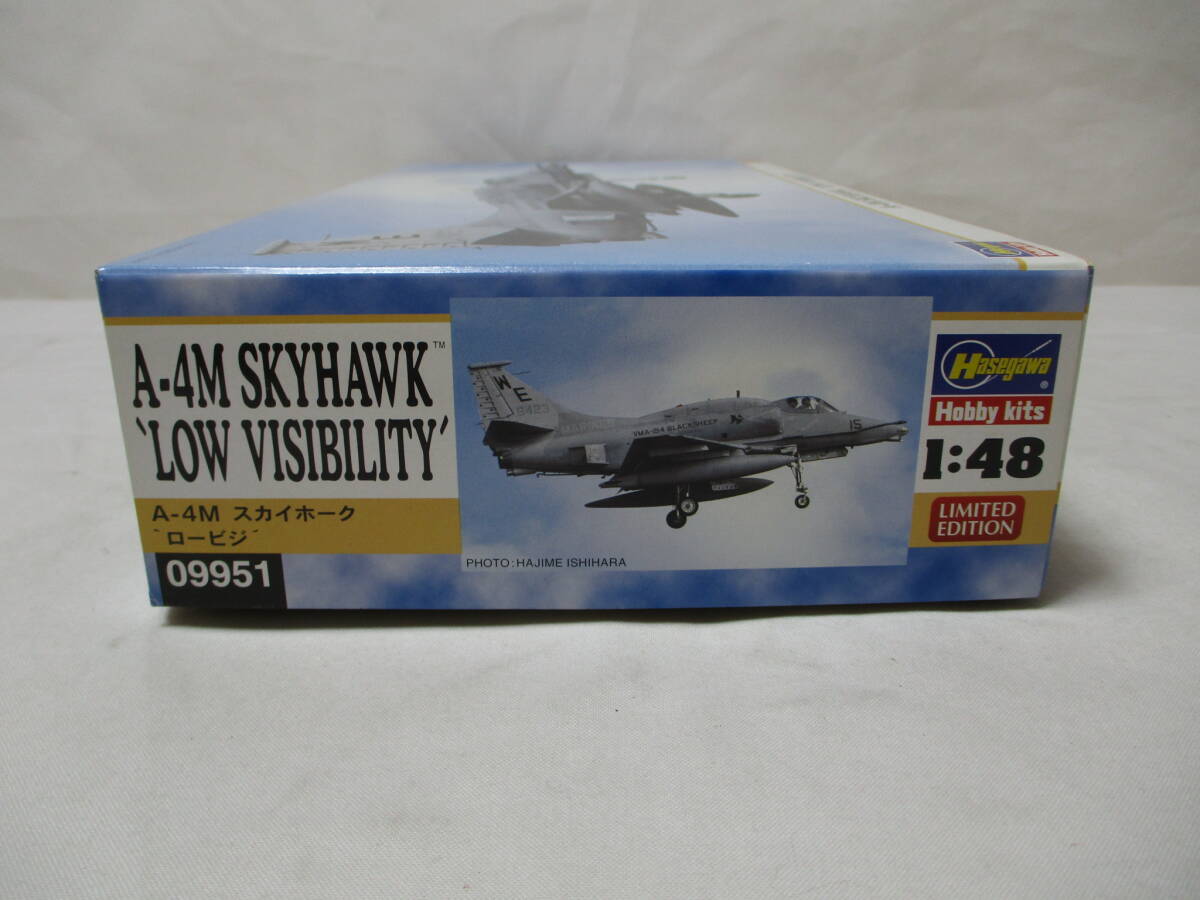 A-4M SKYHAWK™
`LOW VISIBILITY´
A-4M スカイホーク
`ロービジ´
09951
WE
MARINES
VMA-214 BLACKSHEEP
15
PHOTO:HAJIME ISHIHARA
Hasegawa®
Hobby kits
1:48
LIMITED
EDITION